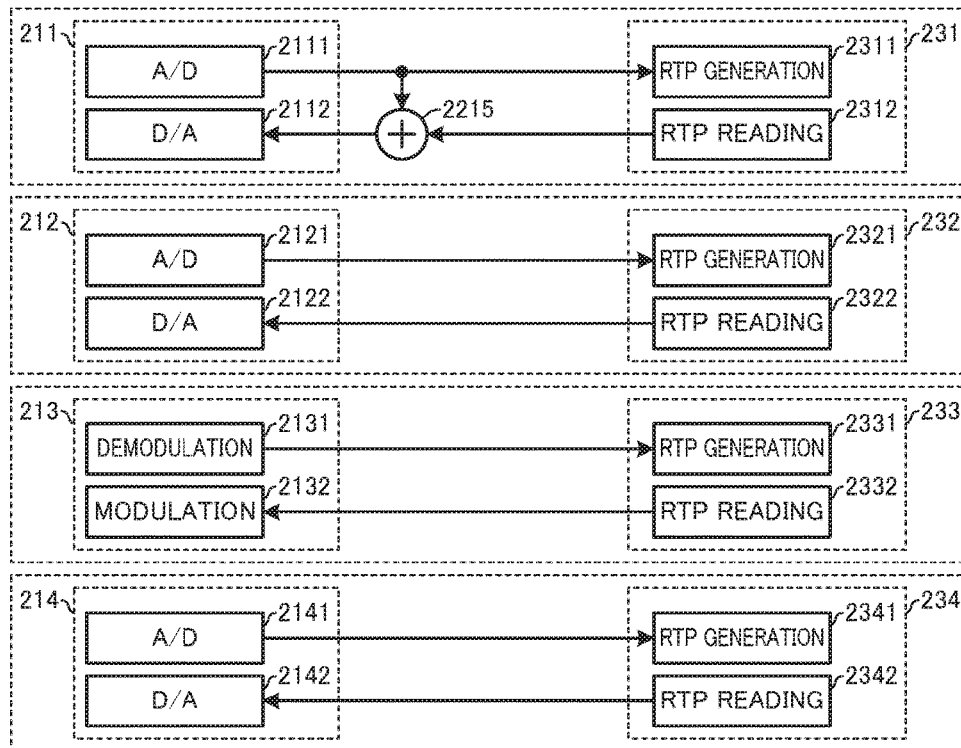 211
2111
A/D
2311
231
RTP GENERATION
2112
D/A
2215
+
2312
RTP READING
212
2121
A/D
2321
232
RTP GENERATION
2122
D/A
2322
RTP READING
213
2131
DEMODULATION
2331
233
RTP GENERATION
2132
MODULATION
2332
RTP READING
214
2141
A/D
2341
234
RTP GENERATION
2142
D/A
2342
RTP READING